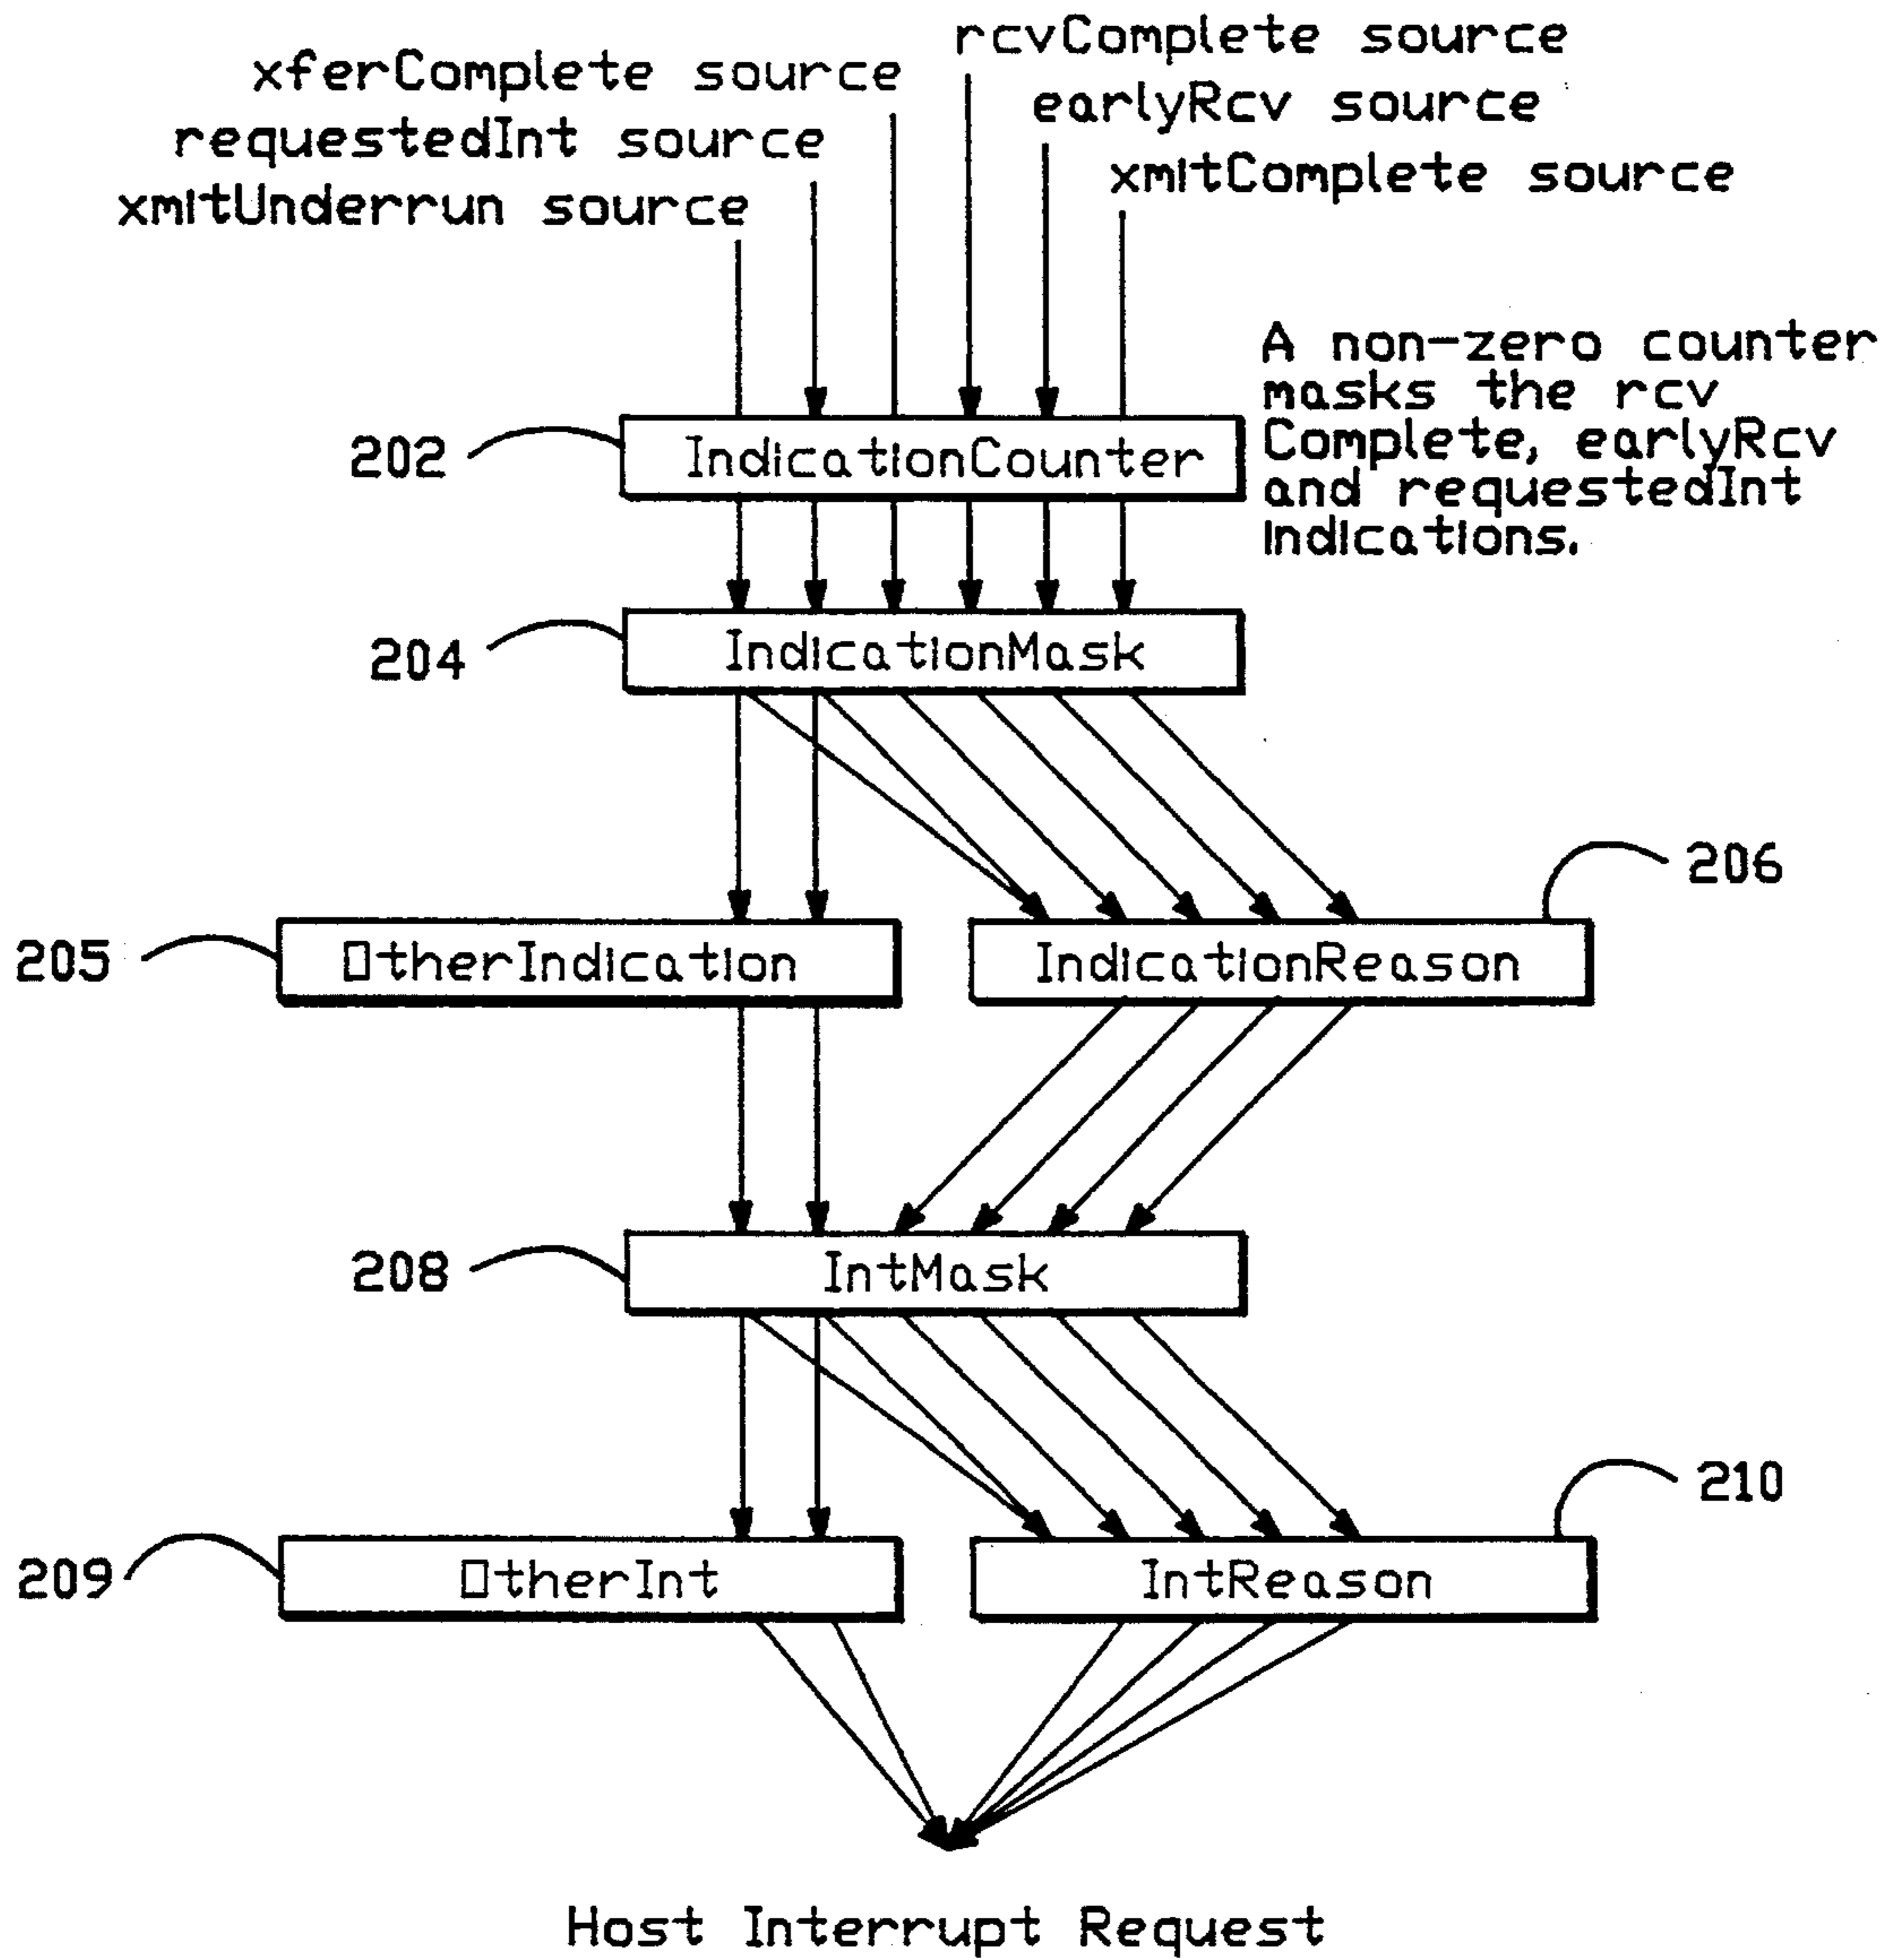 rcvComplete source
xferComplete source
earlyRcv source
requestedInt source
xmitComplete source
xmitUnderrun source
A non-zero counter
masks the rcv
Complete, earlyRcv
and requestedInt
indications.
202
IndicationCounter
204
IndicationMask
206
205
OtherIndication
IndicationReason
208
IntMask
210
209
OtherInt
IntReason
Host Interrupt Request